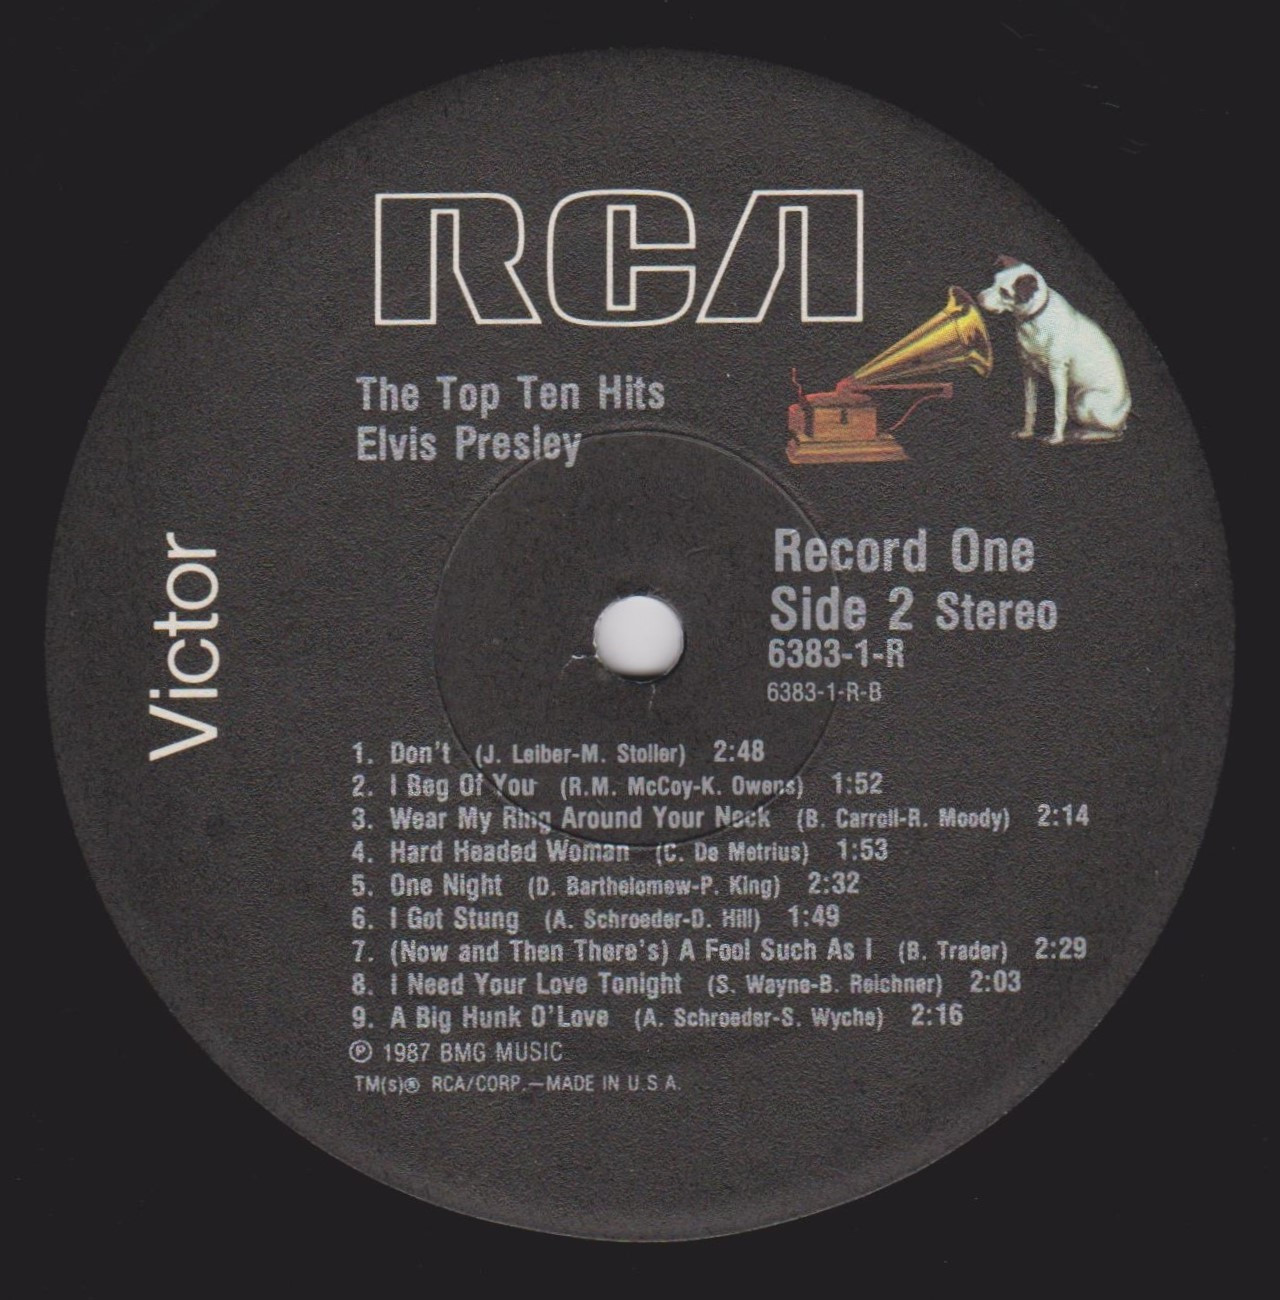 RCA
The Top Ten Hits
Elvis Presley
Victor
Record One
Side 2 Stereo
6383-1-R
6383-1-R-B
1. Don't (J. Leiber-M. Stoller) 2:48
2. I Beg Of You (R.M. McCoy-K. Owens) 1:52
3. Wear My Ring Around Your Neck (B. Carroll-R. Moody) 2:14
4. Hard Headed Woman (C. De Metrius) 1:53
5. One Night (D. Bartholomew-P. King) 2:32
6. I Got Stung (A. Schroeder-D. Hill) 1:49
7. (Now and Then There's) A Fool Such As I (B. Trader) 2:29
8. I Need Your Love Tonight (S. Wayne-B. Reichner) 2:03
9. A Big Hunk O'Love (A. Schroeder-S. Wyche) 2:16
℗ 1987 BMG MUSIC
TM(s)® RCA/CORP.—MADE IN U.S.A.